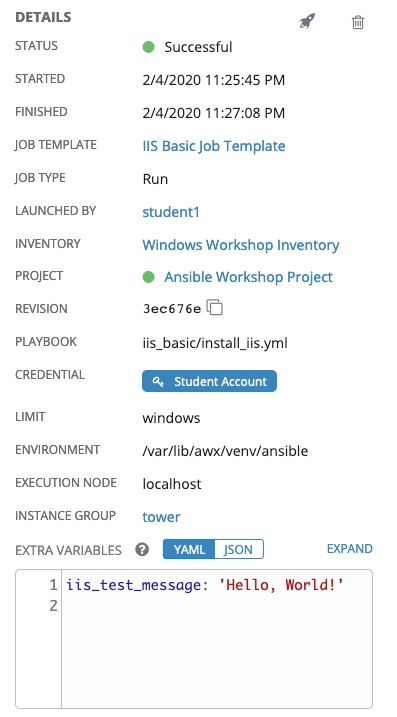 DETAILS
STATUS Successful
STARTED 2/4/2020 11:25:45 PM
FINISHED 2/4/2020 11:27:08 PM
JOB TEMPLATE IIS Basic Job Template
JOB TYPE Run
LAUNCHED BY student1
INVENTORY Windows Workshop Inventory
PROJECT Ansible Workshop Project
REVISION 3ec676e
PLAYBOOK iis_basic/install_iis.yml
CREDENTIAL Student Account
LIMIT windows
ENVIRONMENT /var/lib/awx/venv/ansible
EXECUTION NODE localhost
INSTANCE GROUP tower
EXTRA VARIABLES ? YAML JSON EXPAND
1 iis_test_message: 'Hello, World!'
2